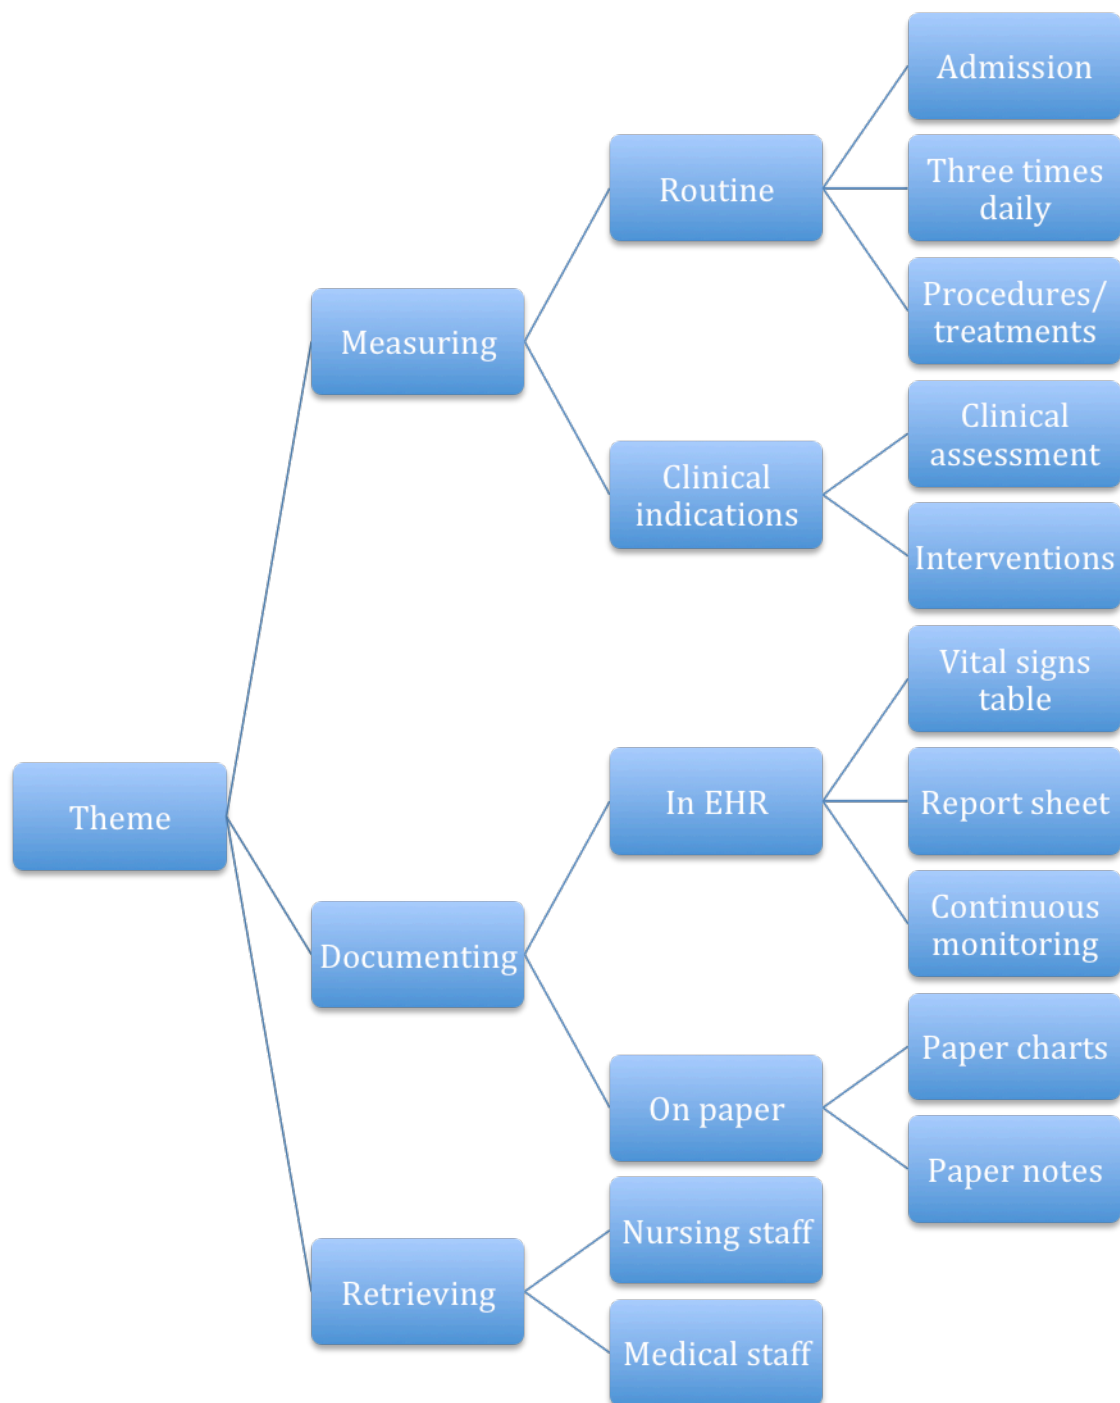 Admission
Routine
Three times
daily
Procedures/
treatments
Measuring
Clinical
assessment
Clinical
indications
Interventions
Vital signs
table
Theme
In EHR
Report sheet
Continuous
monitoring
Documenting
Paper charts
On paper
Paper notes
Nursing staff
Retrieving
Medical staff